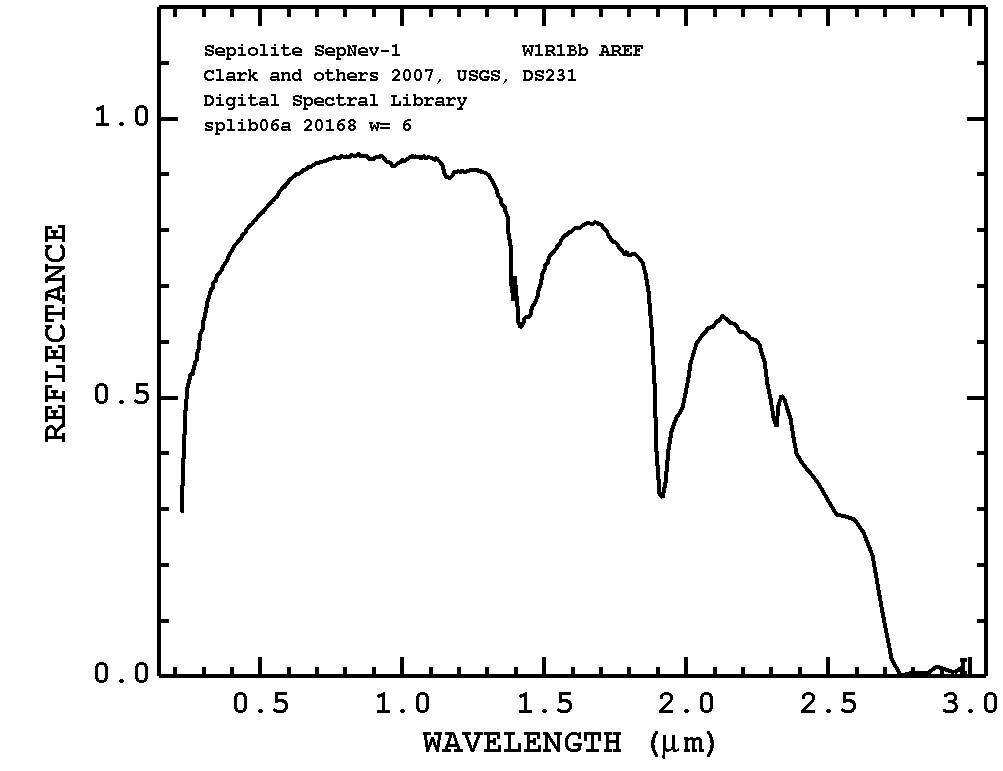 Sepiolite SepNev-1 W1R1Bb AREF
Clark and others 2007, USGS, DS231
Digital Spectral Library
splib06a 20168 w= 6
1.0
0.5
0.0
REFLECTANCE
0.5 1.0 1.5 2.0 2.5 3.0
WAVELENGTH (μm)